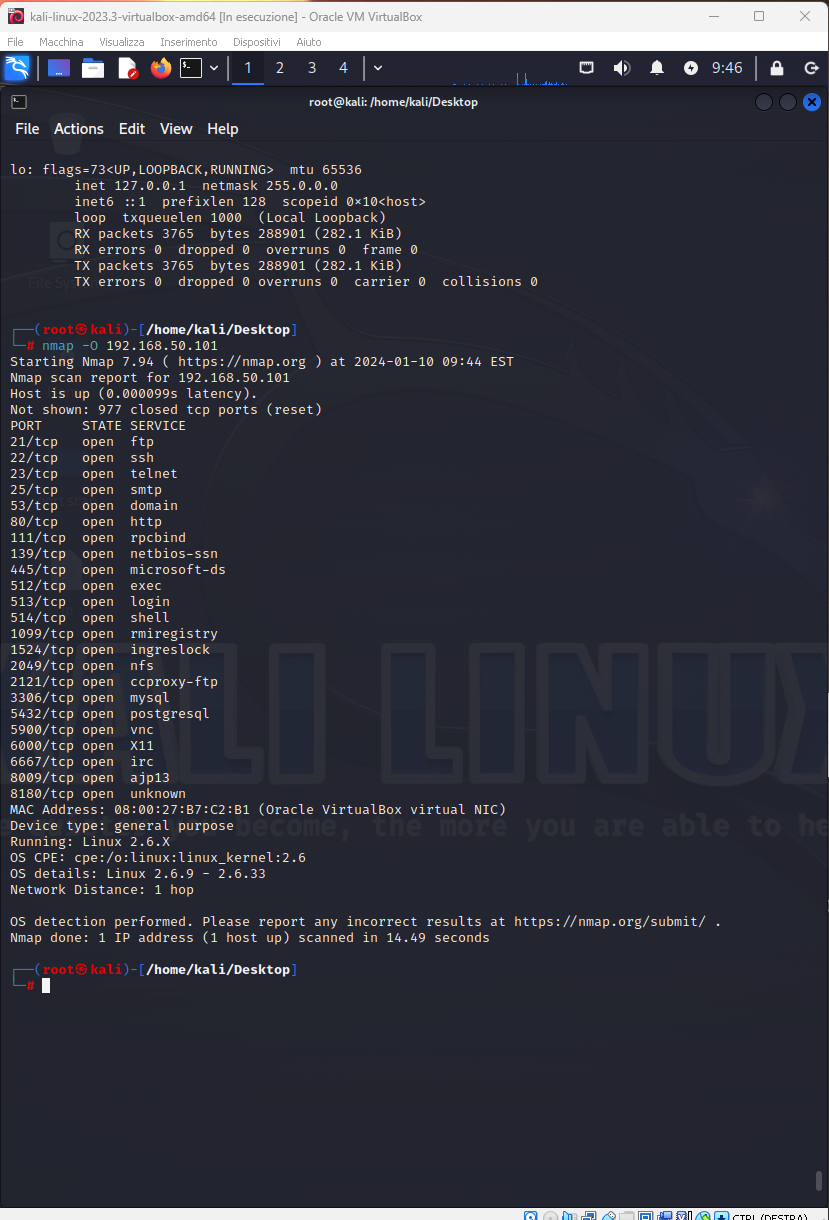 kali-linux-2023.3-virtualbox-amd64 [In esecuzione] - Oracle VM VirtualBox
File Macchina Visualizza Inserimento Dispositivi Aiuto
1 2 3 4 9:46
root@kali: /home/kali/Desktop
File Actions Edit View Help
lo: flags=73<UP,LOOPBACK,RUNNING>  mtu 65536
        inet 127.0.0.1  netmask 255.0.0.0
        inet6 ::1  prefixlen 128  scopeid 0×10<host>
        loop  txqueuelen 1000  (Local Loopback)
        RX packets 3765  bytes 288901 (282.1 KiB)
        RX errors 0  dropped 0  overruns 0  frame 0
        TX packets 3765  bytes 288901 (282.1 KiB)
        TX errors 0  dropped 0 overruns 0  carrier 0  collisions 0
┌──(root㉿kali)-[/home/kali/Desktop]
└─# nmap -O 192.168.50.101
Starting Nmap 7.94 ( https://nmap.org ) at 2024-01-10 09:44 EST
Nmap scan report for 192.168.50.101
Host is up (0.000099s latency).
Not shown: 977 closed tcp ports (reset)
PORT     STATE SERVICE
21/tcp   open  ftp
22/tcp   open  ssh
23/tcp   open  telnet
25/tcp   open  smtp
53/tcp   open  domain
80/tcp   open  http
111/tcp  open  rpcbind
139/tcp  open  netbios-ssn
445/tcp  open  microsoft-ds
512/tcp  open  exec
513/tcp  open  login
514/tcp  open  shell
1099/tcp open  rmiregistry
1524/tcp open  ingreslock
2049/tcp open  nfs
2121/tcp open  ccproxy-ftp
3306/tcp open  mysql
5432/tcp open  postgresql
5900/tcp open  vnc
6000/tcp open  X11
6667/tcp open  irc
8009/tcp open  ajp13
8180/tcp open  unknown
MAC Address: 08:00:27:B7:C2:B1 (Oracle VirtualBox virtual NIC)
Device type: general purpose
Running: Linux 2.6.X
OS CPE: cpe:/o:linux:linux_kernel:2.6
OS details: Linux 2.6.9 - 2.6.33
Network Distance: 1 hop
OS detection performed. Please report any incorrect results at https://nmap.org/submit/ .
Nmap done: 1 IP address (1 host up) scanned in 14.49 seconds
┌──(root㉿kali)-[/home/kali/Desktop]
└─#
ALI LINUX
become, the more you are able to he
CTRL (DESTRA)